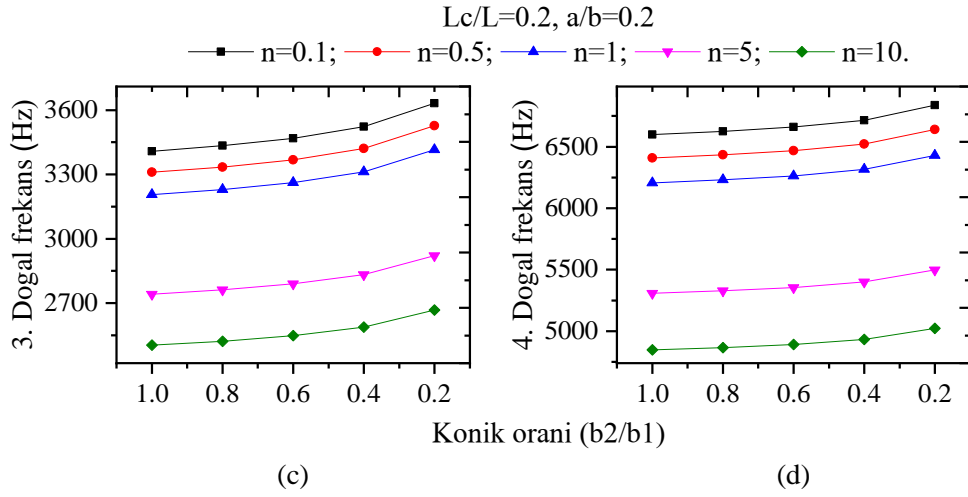 Lc/L=0.2, a/b=0.2
n=0.1; n=0.5; n=1; n=5; n=10.
3. Dogal frekans (Hz)
3600
3300
3000
2700
1.0 0.8 0.6 0.4 0.2
4. Dogal frekans (Hz)
6500
6000
5500
5000
1.0 0.8 0.6 0.4 0.2
Konik orani (b2/b1)
(c) (d)